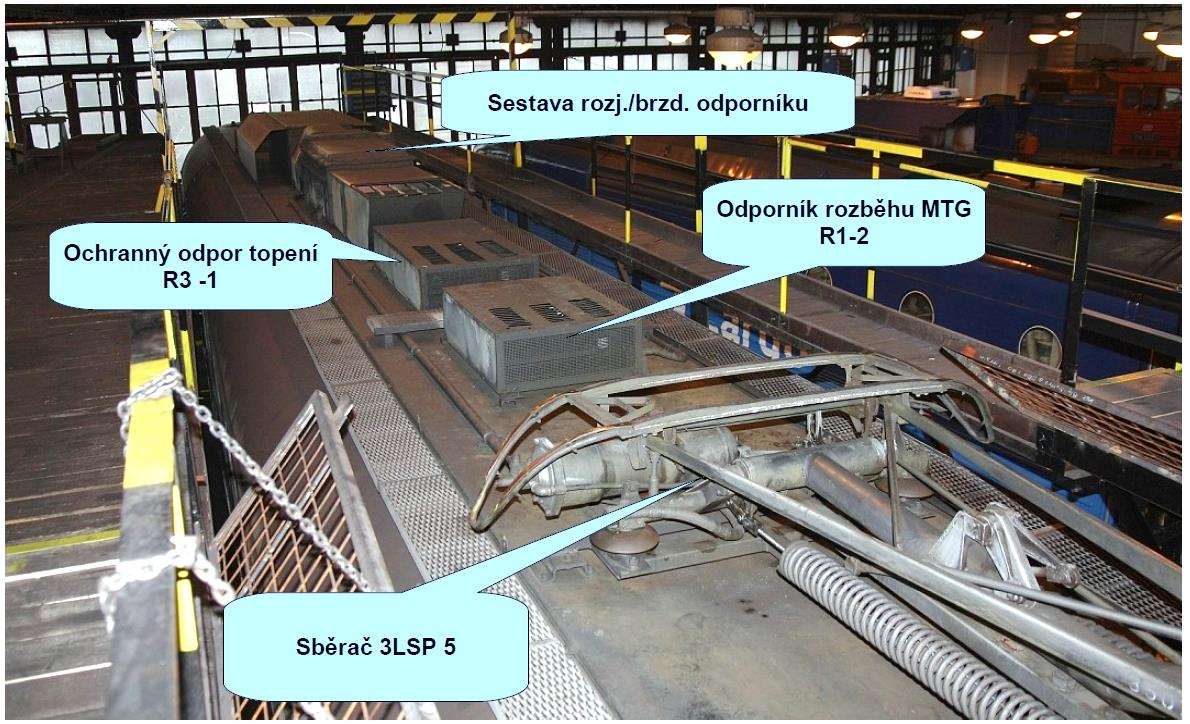 Sestava rozj./brzd. odporníku
Odporník rozběhu MTG
R1-2
Ochranný odpor topení
R3 -1
Sběrač 3LSP 5